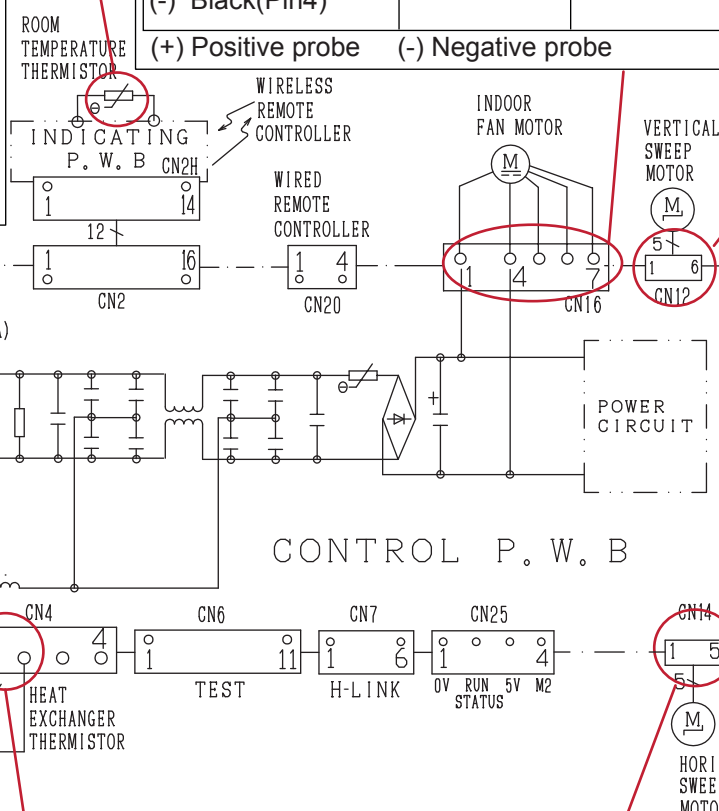 (-) Black(Pin4)
(+) Positive probe (-) Negative probe
ROOM
TEMPERATURE
THERMISTOR
WIRELESS
REMOTE
CONTROLLER
INDICATING
P. W. B
CN2H
1 14
12
1 16
CN2
WIRED
REMOTE
CONTROLLER
1 4
CN20
INDOOR
FAN MOTOR
M
1 4 7
CN16
VERTICAL
SWEEP
MOTOR
M
5
1 6
CN12
A)
+
POWER
CIRCUIT
CONTROL P. W. B
CN4
4
HEAT
EXCHANGER
THERMISTOR
CN6
1 11
TEST
CN7
1 6
H-LINK
CN25
1 4
0V RUN 5V M2
STATUS
CN14
1 5
5
M
HORI
SWEE
MOTO